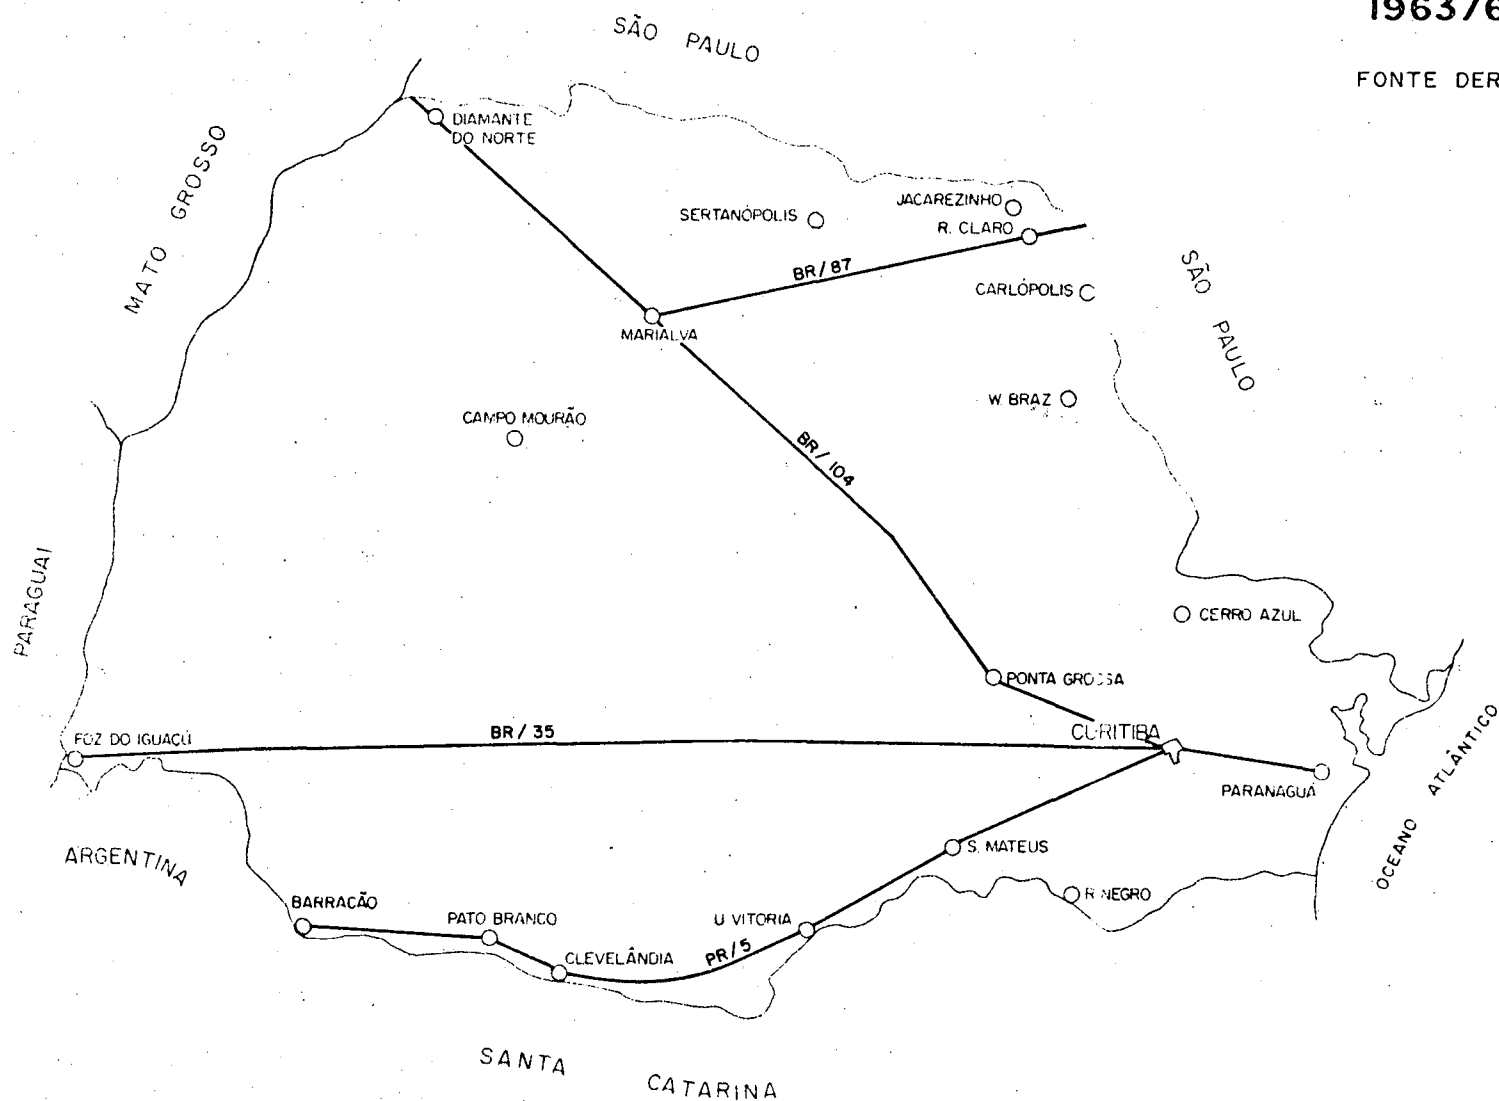 1963/6
SÃO PAULO
FONTE DER
DIAMANTE
DO NORTE
MATO GROSSO
JACAREZINHO
SERTANÓPOLIS
R. CLARO
BR/87
SÃO PAULO
CARLÓPOLIS
MARIALVA
W. BRAZ
CAMPO MOURÃO
BR/104
PARAGUAI
CERRO AZUL
PONTA GROSSA
FOZ DO IGUAÇÚ
BR/35
CURITIBA
OCEANO ATLÂNTICO
PARANAGUÁ
ARGENTINA
S. MATEUS
BARRACÃO
R NEGRO
PATO BRANCO
U VITORIA
CLEVELÂNDIA
PR/5
SANTA
CATARINA